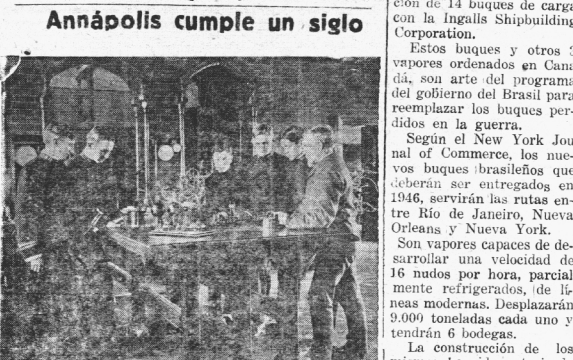 Annápolis cumple un siglo
ción de 14 buques de carga
con la Ingalls Shipbuilding
Corporation.
Estos buques y otros
vapores ordenados en Cana
dá, son arte del programa
del gobierno del Brasil para
reemplazar los buques per-
didos en la guerra.
Según el New York Jou
nal of Commerce, los nue-
vos buques brasileños que
deberán ser entregados en
1946, servirán las rutas en-
tre Río de Janeiro, Nueva
Orleans y Nueva York.
Son vapores capaces de de-
sarrollar una velocidad de
16 nudos por hora, parcial
mente refrigerados, de lí-
neas modernas. Desplazarán
9.000 toneladas cada uno y
tendrán 6 bodegas.
La construcción de los